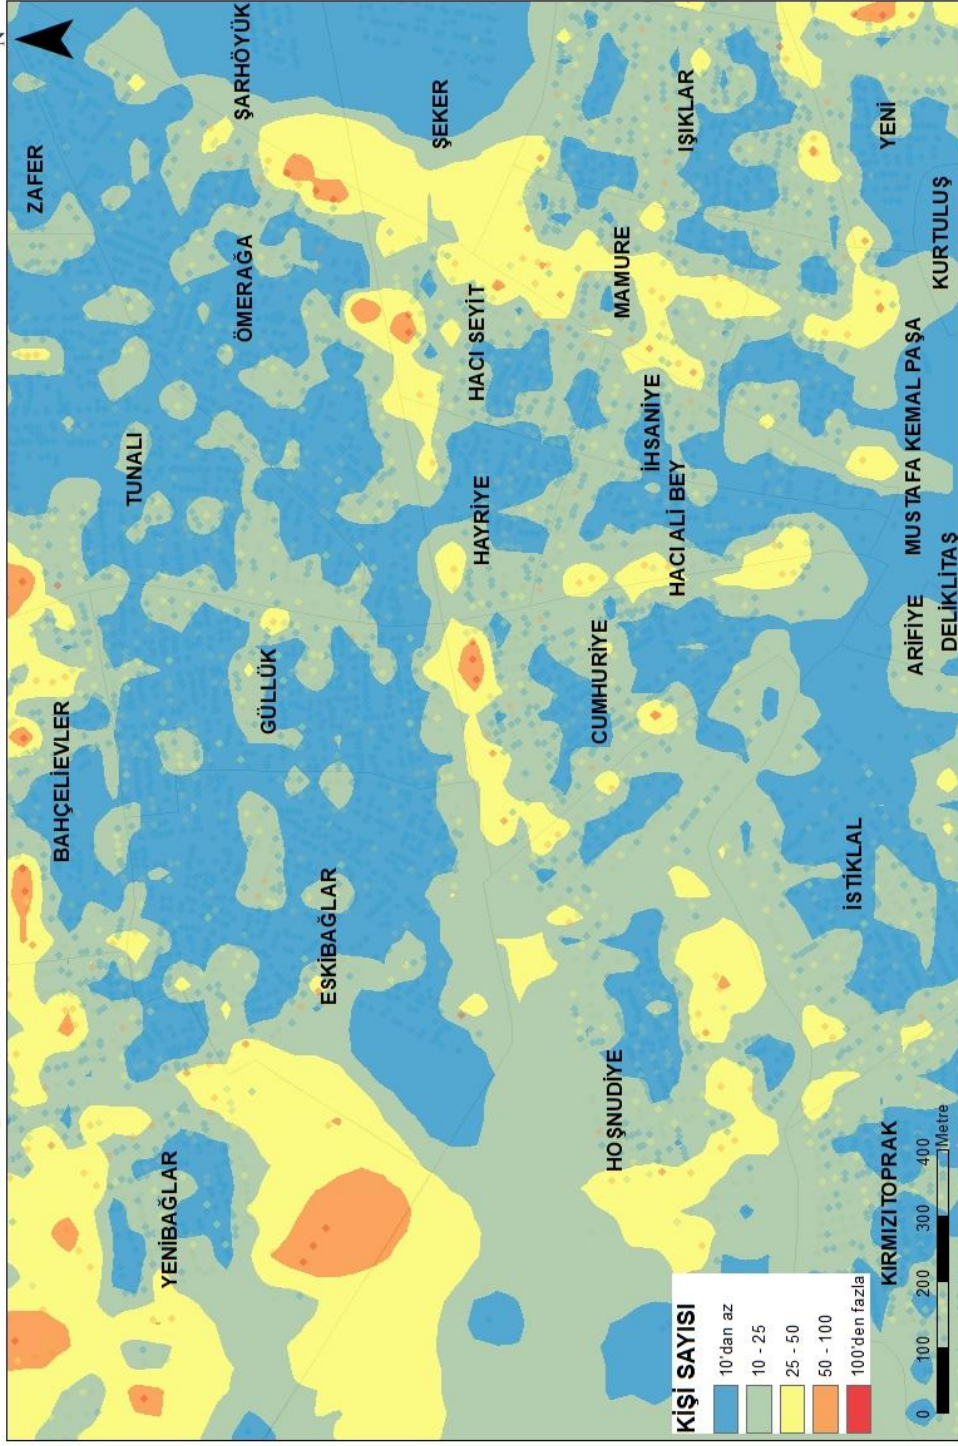 N
ZAFER
BAHÇELİEVLER
TUNALI
YENİBAĞLAR
ŞARHÖYÜK
ÖMERAĞA
GÜLLÜK
ESKİBAĞLAR
ŞEKER
HACI SEYİT
HAYRİYE
CUMHURİYE
HOŞNUDİYE
MAMURE
İHSANİYE
HACI ALİ BEY
IŞIKLAR
İSTİKLAL
YENİ
KIRMIZI TOPRAK
ARİFİYE
MUSTAFA KEMAL PAŞA
KURTULUŞ
DELİKLİTAŞ
KİŞİ SAYISI
10'dan az
10 - 25
25 - 50
50 - 100
100'den fazla
0 100 200 300 400
Metre